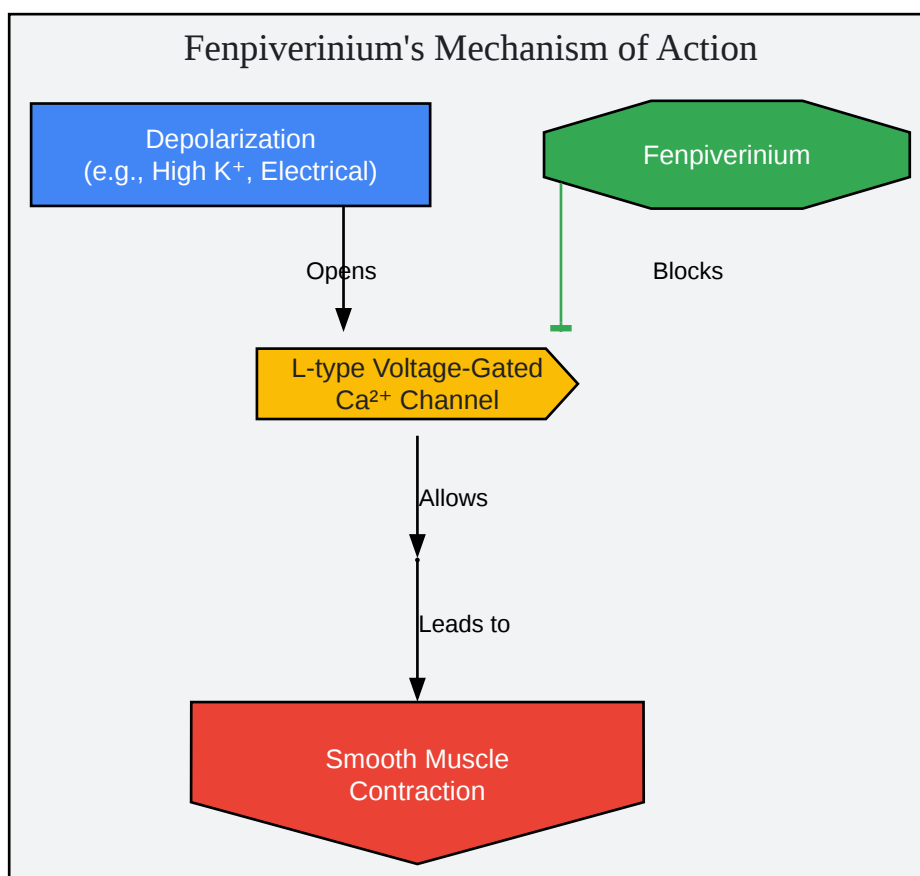 Fenpiverinium's Mechanism of Action
Depolarization
(e.g., High K⁺, Electrical)
Fenpiverinium
Opens
Blocks
L-type Voltage-Gated
Ca²⁺ Channel
Allows
Leads to
Smooth Muscle
Contraction